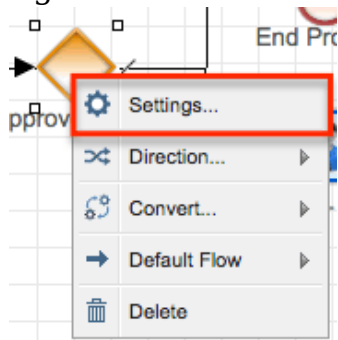 End Pro
pprov
Settings...
Direction...
Convert...
Default Flow
Delete